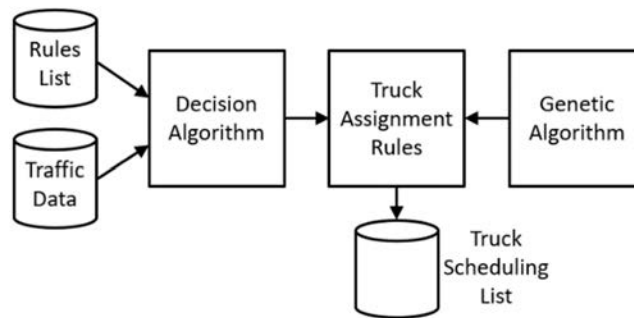 Rules
List
Traffic
Data
Decision
Algorithm
Truck
Assignment
Rules
Genetic
Algorithm
Truck
Scheduling
List